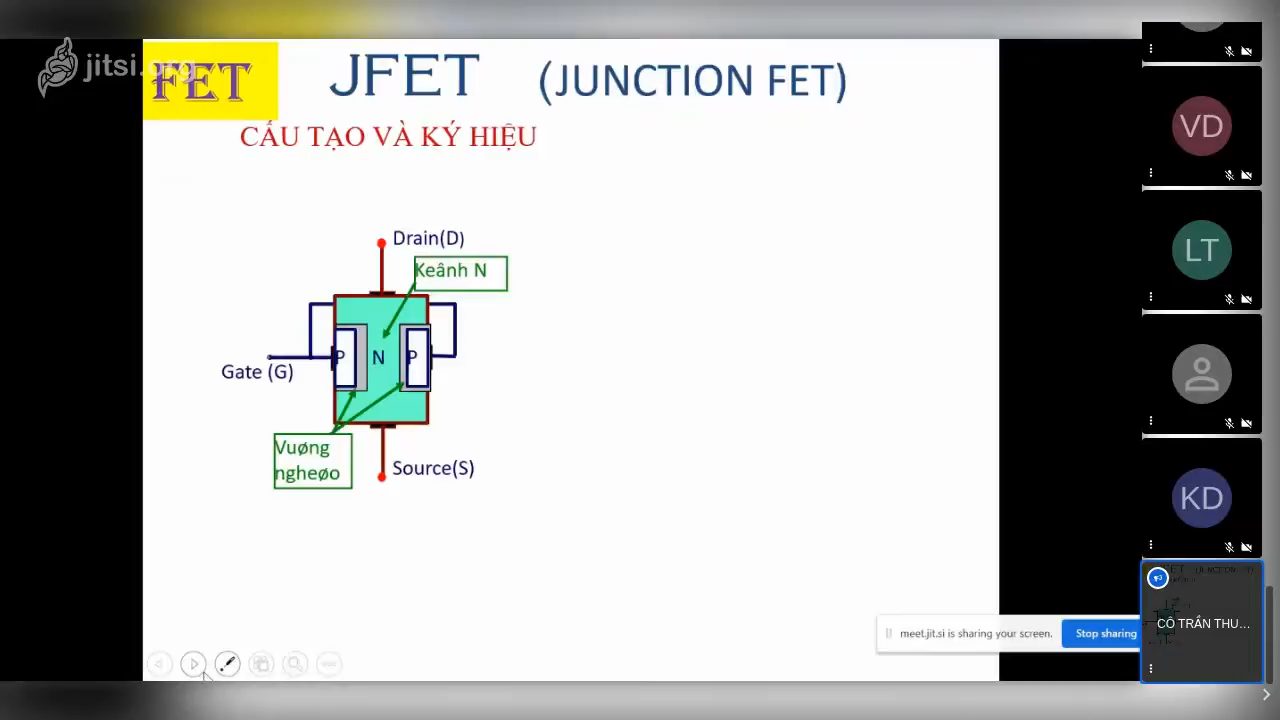 jitsi.org
FET
JFET (JUNCTION FET)
CẤU TẠO VÀ KÝ HIỆU
Drain(D)
Keânh N
P
N
P
Gate (G)
Vuøng
ngheøo
Source(S)
VD
LT
KD
CÔ TRẦN THU...
meet.jit.si is sharing your screen.
Stop sharing